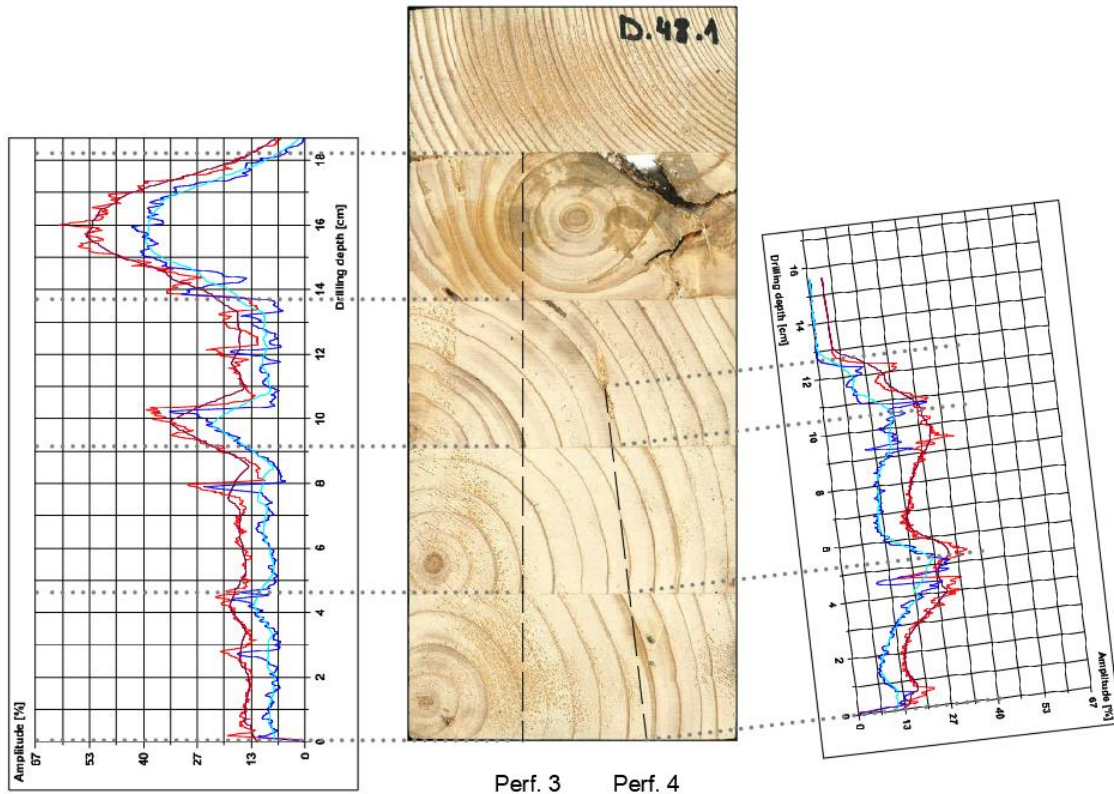 D.48.1
18
16
14
12
10
8
6
4
2
0
Drilling depth [cm]
Amplitude [%]
67 53 40 27 13 0
16
14
12
10
8
6
4
2
0
Drilling depth [cm]
Amplitude [%]
0 13 27 40 53 67
Perf. 3 Perf. 4